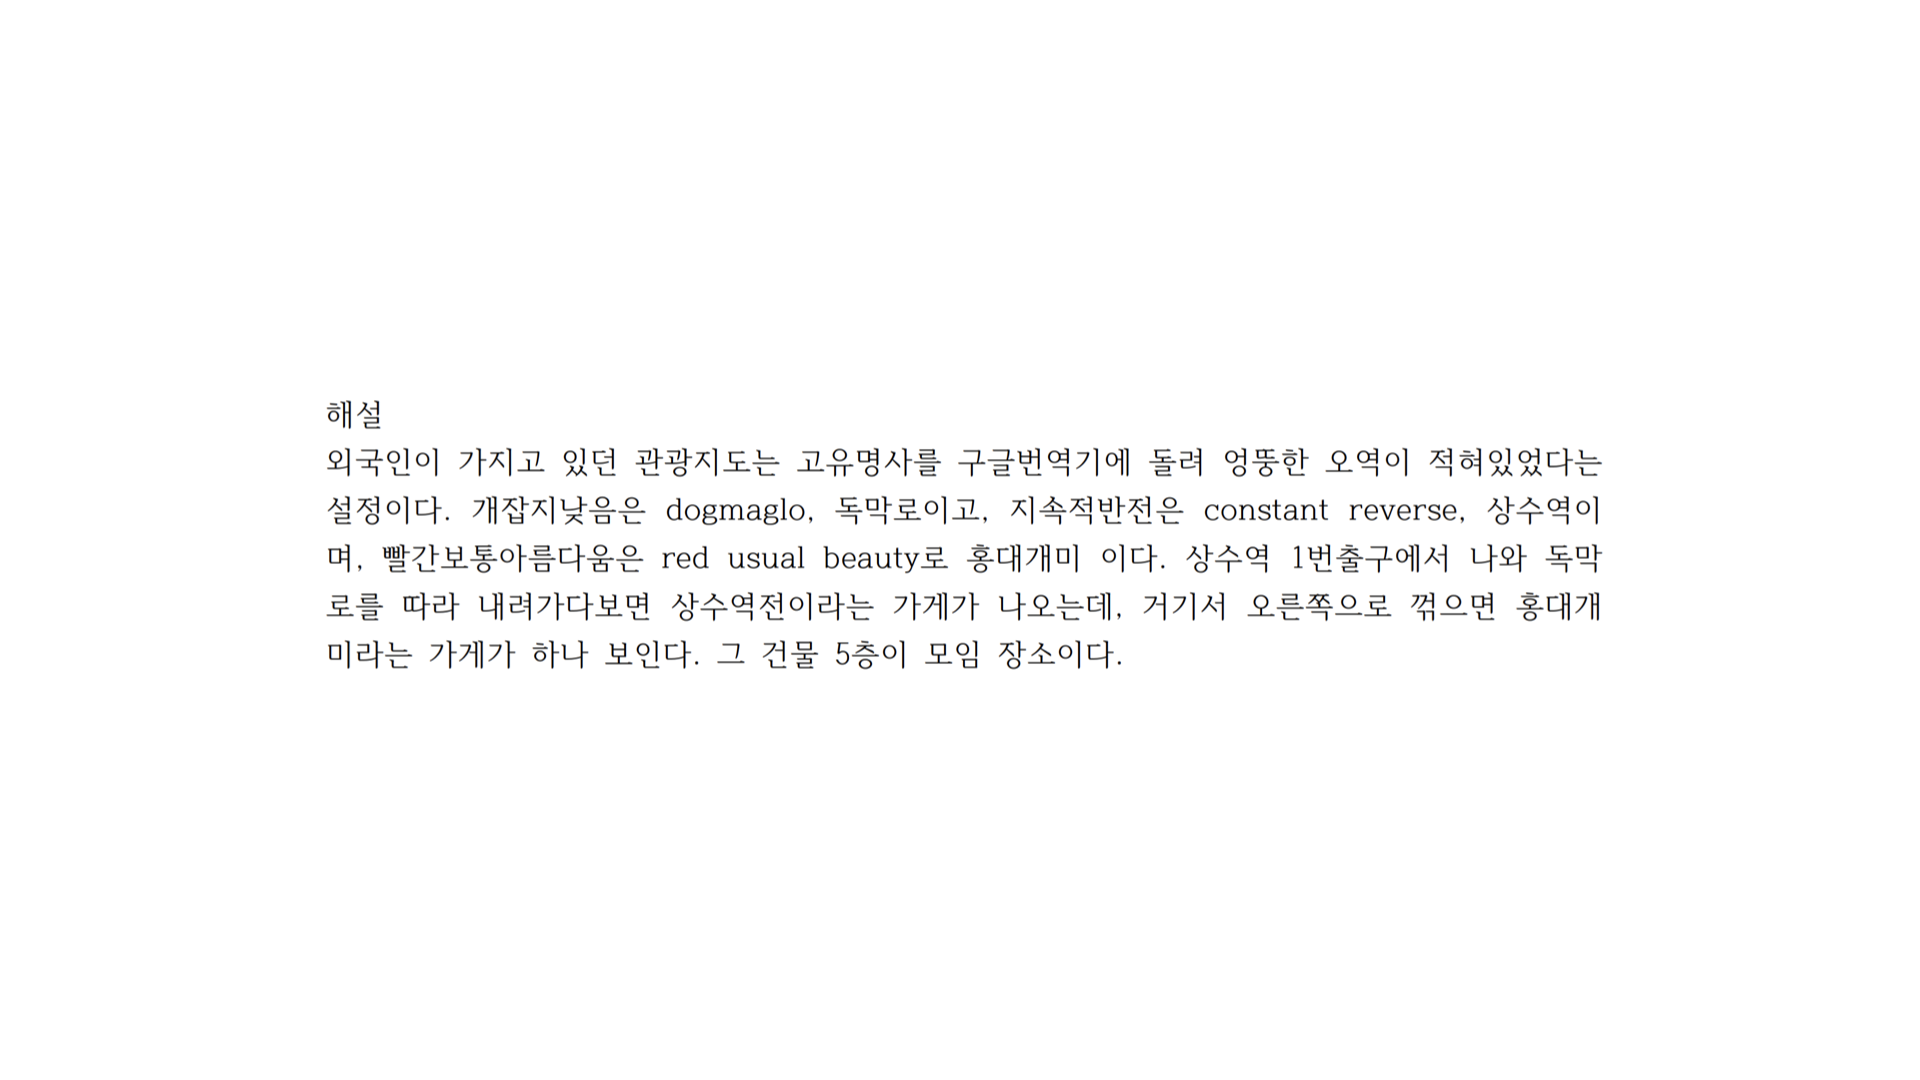 해설
외국인이 가지고 있던 관광지도는 고유명사를 구글번역기에 돌려 엉뚱한 오역이 적혀있었다는
설정이다. 개잡지낮음은 dogmaglo, 독막로이고, 지속적반전은 constant reverse, 상수역이
며, 빨간보통아름다움은 red usual beauty로 홍대개미 이다. 상수역 1번출구에서 나와 독막
로를 따라 내려가다보면 상수역전이라는 가게가 나오는데, 거기서 오른쪽으로 꺾으면 홍대개
미라는 가게가 하나 보인다. 그 건물 5층이 모임 장소이다.